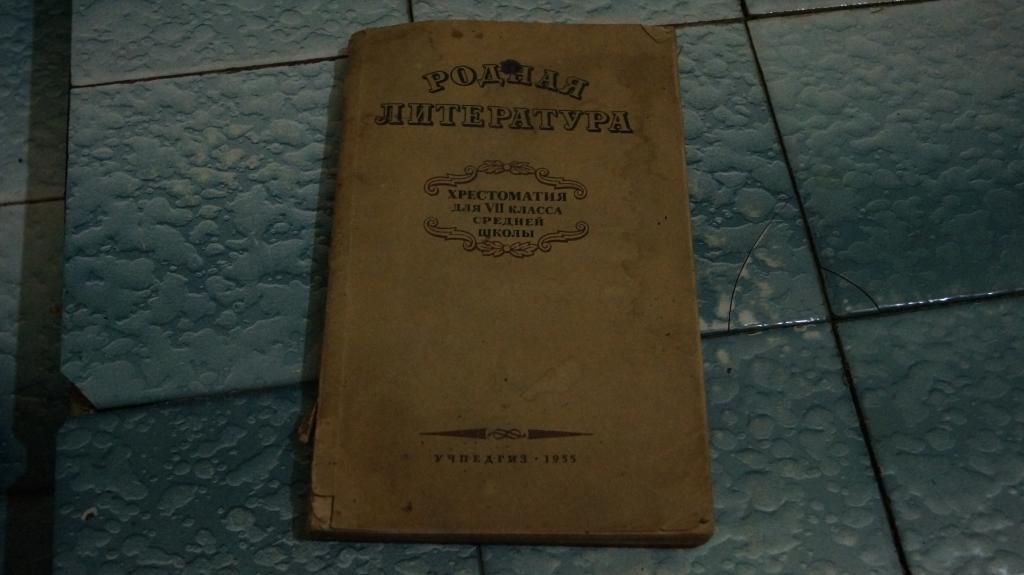 РОДНАЯ
ЛИТЕРАТУРА
ХРЕСТОМАТИЯ
ДЛЯ VII КЛАССА
СРЕДНЕЙ
ШКОЛЫ
УЧПЕДГИЗ · 1955